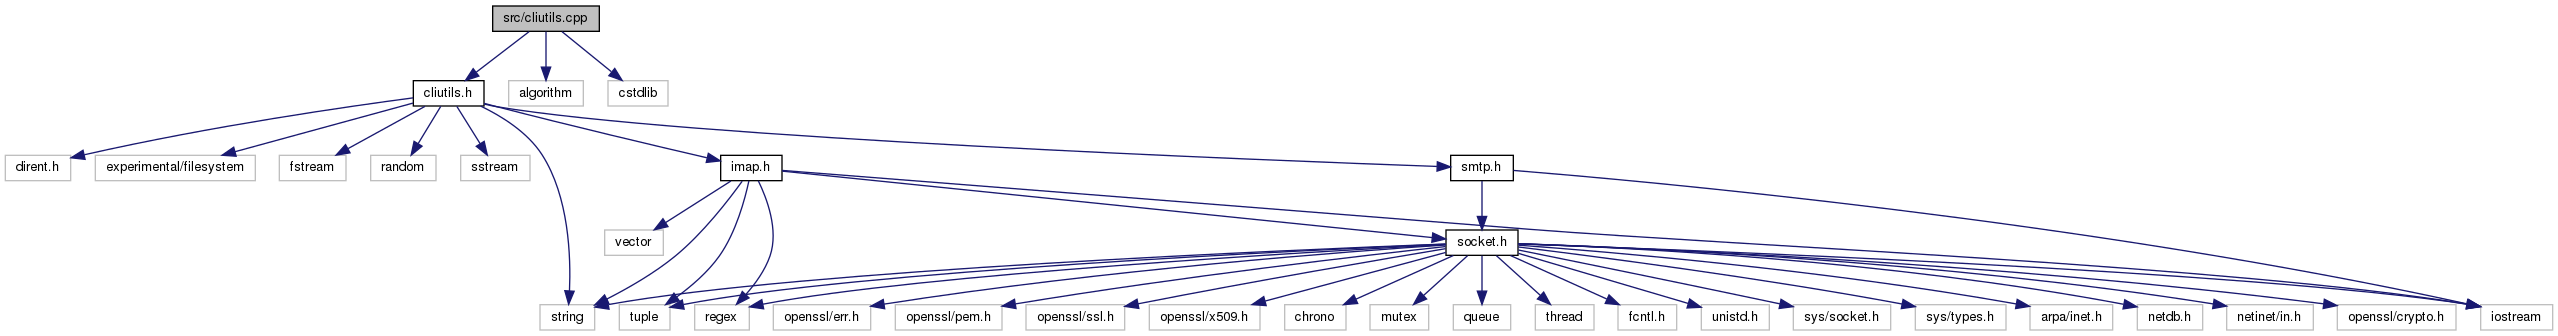 src/cliutils.cpp
cliutils.h
algorithm
cstdlib
dirent.h
experimental/filesystem
fstream
random
sstream
imap.h
smtp.h
vector
socket.h
string
tuple
regex
openssl/err.h
openssl/pem.h
openssl/ssl.h
openssl/x509.h
chrono
mutex
queue
thread
fcntl.h
unistd.h
sys/socket.h
sys/types.h
arpa/inet.h
netdb.h
netinet/in.h
openssl/crypto.h
iostream